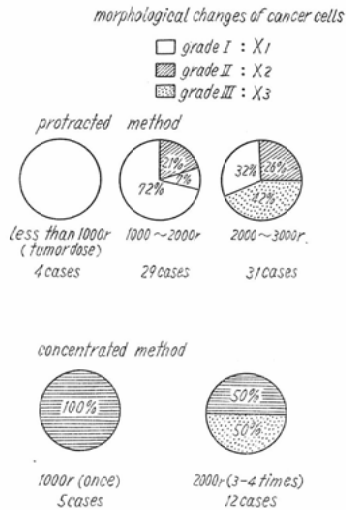 morphological changes of cancer cells
grade I : X1
grade II : X2
grade III : X3
protracted method
21%
7%
72%
32%
26%
42%
less than 1000r
(tumordose)
4 cases
1000~2000r
29 cases
2000~3000r
31 cases
concentrated method
100%
50%
50%
1000r (once)
5 cases
2000r (3-4 times)
12 cases